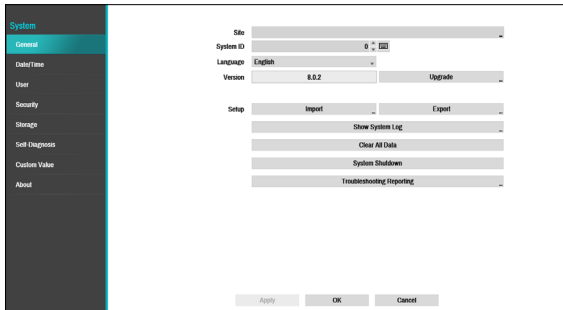 System
General
Date/Time
User
Security
Storage
Self-Diagnosis
Custom Value
About
Site ...
System ID 0
Language English
Version 8.0.2 Upgrade ...
Setup Import ... Export ...
Show System Log ...
Clear All Data
System Shutdown
Troubleshooting Reporting ...
Apply OK Cancel